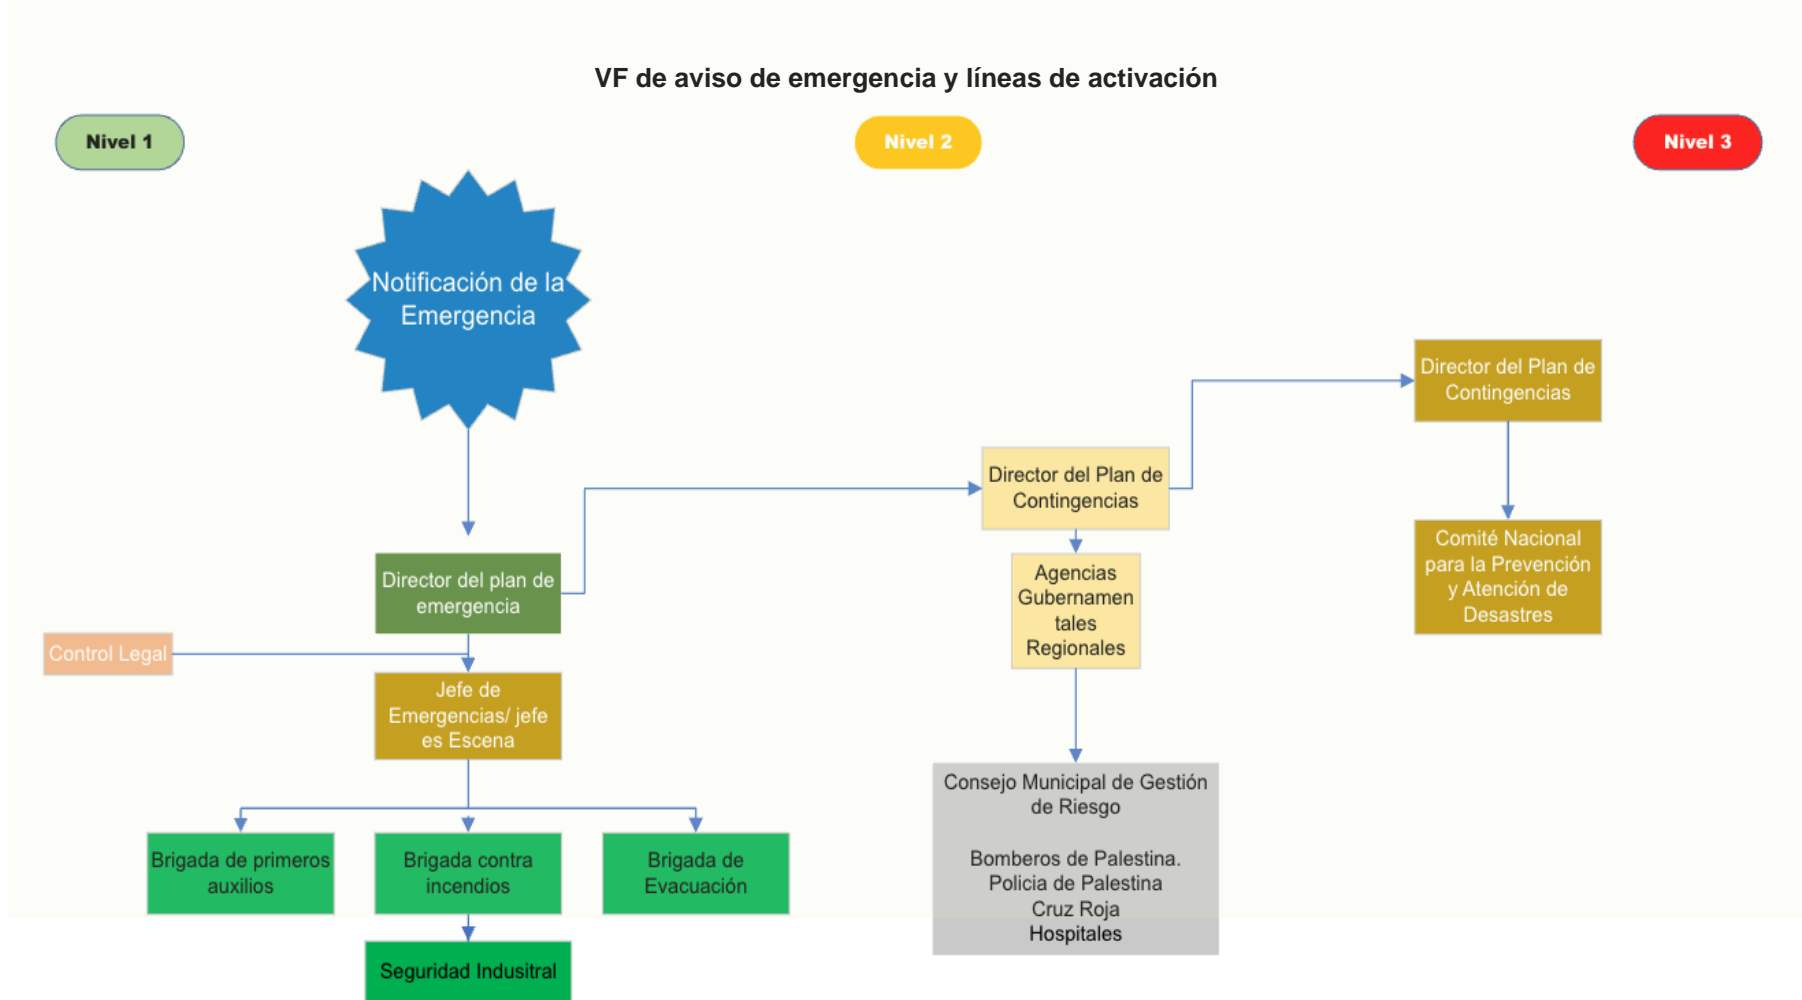 VF de aviso de emergencia y líneas de activación
Nivel 1
Nivel 2
Nivel 3
Notificación de la
Emergencia
Director del plan de
emergencia
Control Legal
Jefe de
Emergencias/ jefe
es Escena
Brigada de primeros
auxilios
Brigada contra
incendios
Brigada de
Evacuación
Seguridad Indusitral
Director del Plan de
Contingencias
Agencias
Gubernamen
tales
Regionales
Consejo Municipal de Gestión
de Riesgo
Bomberos de Palestina.
Policia de Palestina
Cruz Roja
Hospitales
Director del Plan de
Contingencias
Comité Nacional
para la Prevención
y Atención de
Desastres